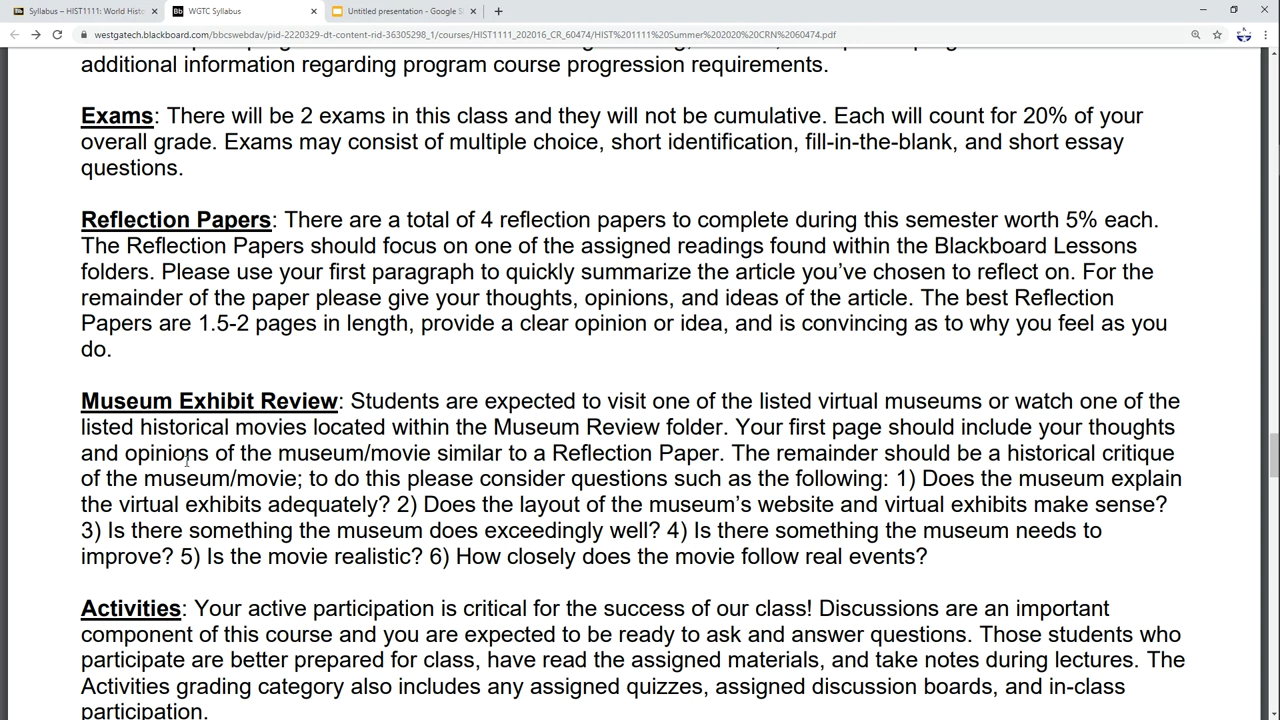 Syllabus – HIST1111: World Hist
WGTC Syllabus
Untitled presentation - Google S
westgatech.blackboard.com/bbcswebdav/pid-2220329-dt-content-rid-36305298_1/courses/HIST1111_202016_CR_60474/HIST%201111%20Summer%202020%20CRN%2060474.pdf
additional information regarding program course progression requirements.
Exams: There will be 2 exams in this class and they will not be cumulative. Each will count for 20% of your
overall grade. Exams may consist of multiple choice, short identification, fill-in-the-blank, and short essay
questions.
Reflection Papers: There are a total of 4 reflection papers to complete during this semester worth 5% each.
The Reflection Papers should focus on one of the assigned readings found within the Blackboard Lessons
folders. Please use your first paragraph to quickly summarize the article you’ve chosen to reflect on. For the
remainder of the paper please give your thoughts, opinions, and ideas of the article. The best Reflection
Papers are 1.5-2 pages in length, provide a clear opinion or idea, and is convincing as to why you feel as you
do.
Museum Exhibit Review: Students are expected to visit one of the listed virtual museums or watch one of the
listed historical movies located within the Museum Review folder. Your first page should include your thoughts
and opinions of the museum/movie similar to a Reflection Paper. The remainder should be a historical critique
of the museum/movie; to do this please consider questions such as the following: 1) Does the museum explain
the virtual exhibits adequately? 2) Does the layout of the museum’s website and virtual exhibits make sense?
3) Is there something the museum does exceedingly well? 4) Is there something the museum needs to
improve? 5) Is the movie realistic? 6) How closely does the movie follow real events?
Activities: Your active participation is critical for the success of our class! Discussions are an important
component of this course and you are expected to be ready to ask and answer questions. Those students who
participate are better prepared for class, have read the assigned materials, and take notes during lectures. The
Activities grading category also includes any assigned quizzes, assigned discussion boards, and in-class
participation.